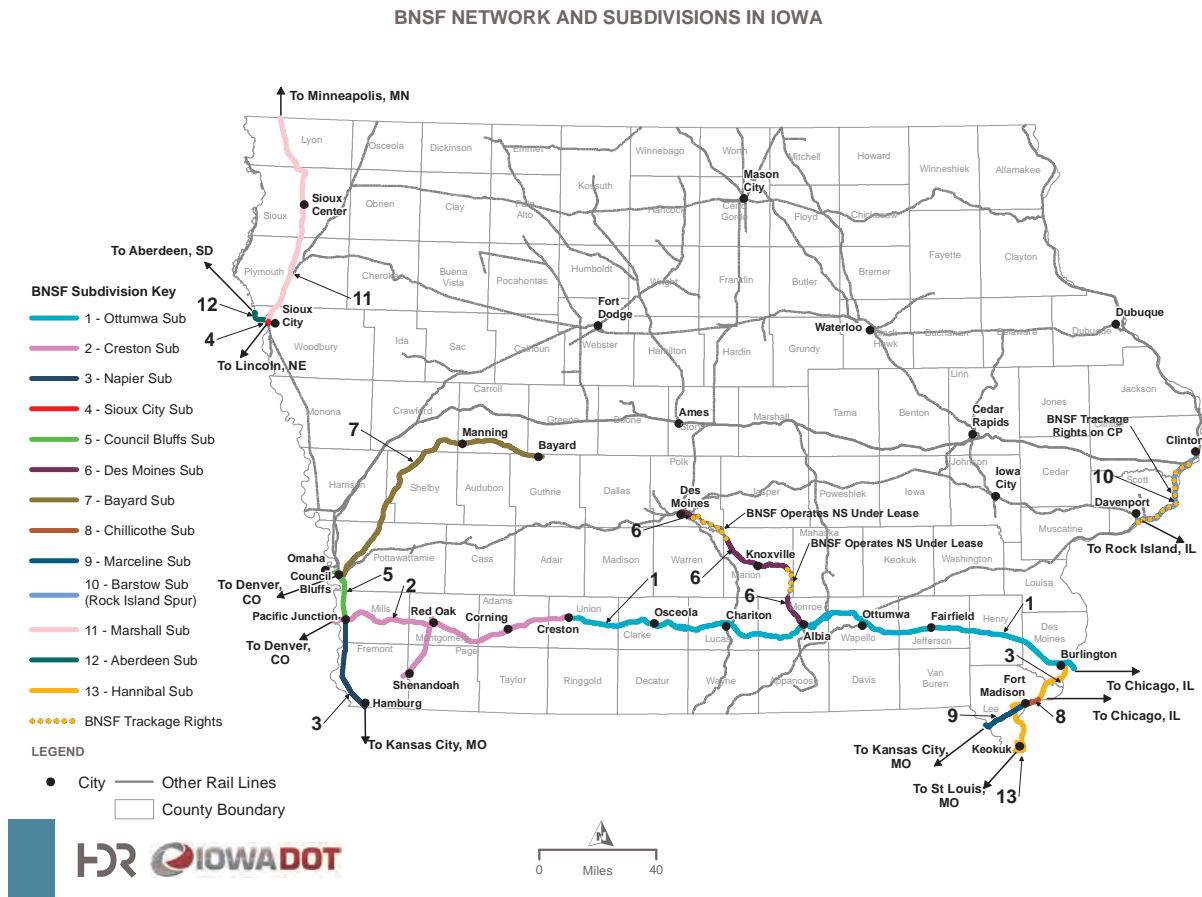 BNSF NETWORK AND SUBDIVISIONS IN IOWA
To Minneapolis, MN
Lyon
Osceola
Dickinson
Emmet
Winnebago
Worth
Mitchell
Howard
Winneshiek
Allamakee
Sioux
Sioux
Center
Obrien
Clay
Palo
Alto
Kossuth
Hancock
Mason
City
Cerro
Gordo
Floyd
Chickasaw
Fayette
Clayton
To Aberdeen, SD
Plymouth
Cherokee
Buena
Vista
Pocahontas
Humboldt
Wright
Franklin
Butler
Bremer
BNSF Subdivision Key
1 - Ottumwa Sub
2 - Creston Sub
3 - Napier Sub
4 - Sioux City Sub
5 - Council Bluffs Sub
6 - Des Moines Sub
7 - Bayard Sub
8 - Chillicothe Sub
9 - Marceline Sub
10 - Barstow Sub
(Rock Island Spur)
11 - Marshall Sub
12 - Aberdeen Sub
13 - Hannibal Sub
BNSF Trackage Rights
LEGEND
City
Other Rail Lines
County Boundary
12
11
Sioux
City
4
To Lincoln, NE
Woodbury
Ida
Sac
Calhoun
Fort
Dodge
Webster
Hamilton
Hardin
Grundy
Waterloo
Black
Hawk
Buchanan
Delaware
Dubuque
Dubuque
Monona
Crawford
Carroll
Greene
Boone
Ames
Story
Marshall
Tama
Benton
Linn
Cedar
Rapids
Jones
Jackson
BNSF Trackage
Rights on CP
Clinton
Clinton
7
Manning
Bayard
Harrison
Shelby
Audubon
Guthrie
Dallas
Polk
Des
Moines
Jasper
Poweshiek
Iowa
Johnson
Iowa
City
Cedar
Scott
10
Davenport
Muscatine
To Rock Island, IL
6
BNSF Operates NS Under Lease
Mahaska
BNSF Operates NS Under Lease
Omaha
Council
Bluffs
Pottawattamie
Cass
Adair
Madison
Warren
Marion
Knoxville
6
6
Keokuk
Washington
Louisa
To Denver,
CO
5
2
Pacific Junction
Mills
Red Oak
Montgomery
Adams
Corning
Union
Creston
1
Osceola
Clarke
Chariton
Lucas
Monroe
Albia
Ottumwa
Wapello
Fairfield
Jefferson
Henry
1
Des
Moines
Burlington
To Denver,
CO
Fremont
Page
Shenandoah
Taylor
Ringgold
Decatur
Wayne
Appanoose
Davis
Van
Buren
3
Fort
Madison
Lee
To Chicago, IL
3
Hamburg
9
8
To Chicago, IL
To Kansas City, MO
To Kansas City,
MO
Keokuk
To St Louis,
MO
13
HDR
IOWADOT
N
0
Miles
40